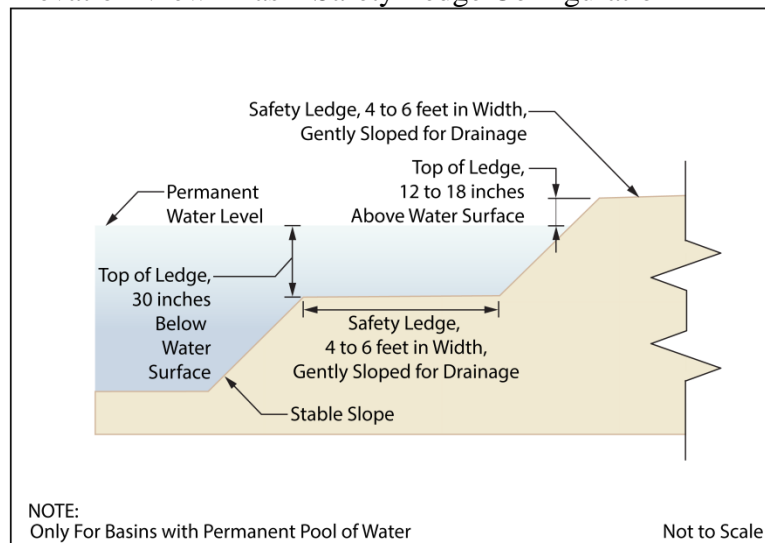 Safety Ledge, 4 to 6 feet in Width,
Gently Sloped for Drainage
Top of Ledge,
12 to 18 inches
Above Water Surface
Permanent
Water Level
Top of Ledge,
30 inches
Below
Water
Surface
Safety Ledge,
4 to 6 feet in Width,
Gently Sloped for Drainage
Stable Slope
NOTE:
Only For Basins with Permanent Pool of Water
Not to Scale